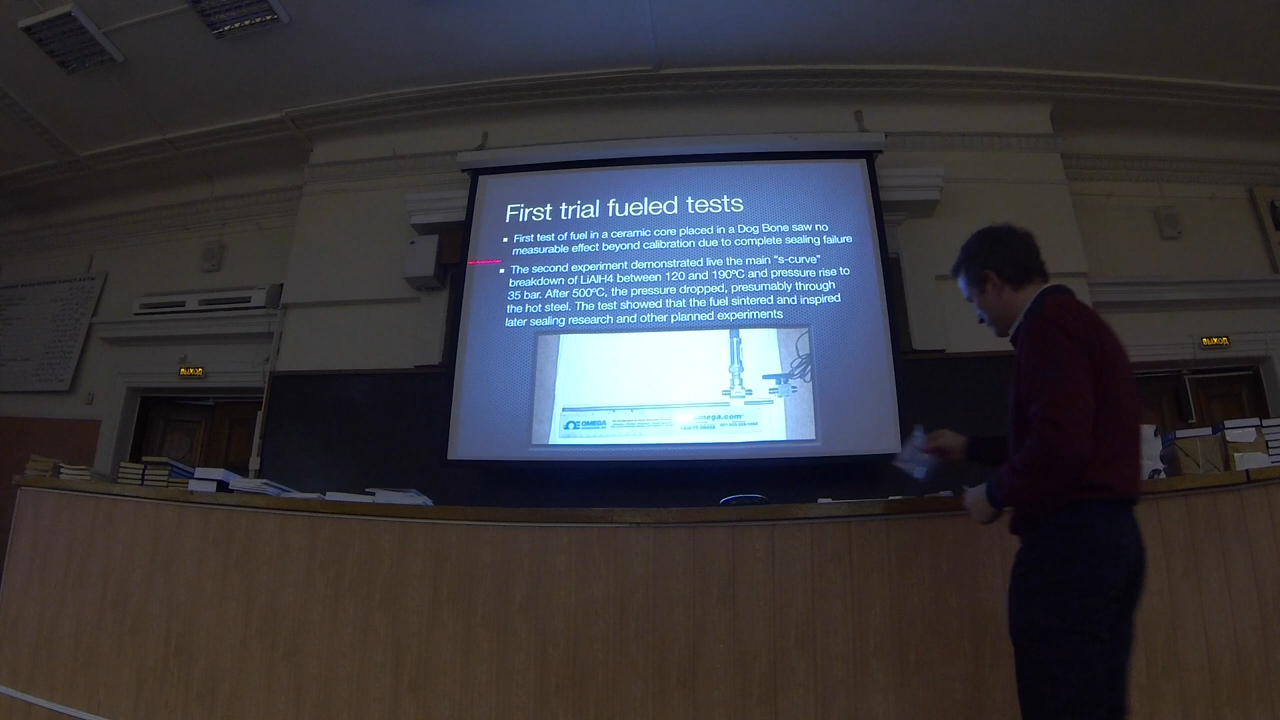 First trial fueled tests
First test of fuel in a ceramic core placed in a Dog Bone saw no
measurable effect beyond calibration due to complete sealing failure
The second experiment demonstrated live the main "s-curve"
breakdown of LiAlH4 between 120 and 190ºC and pressure rise to
35 bar. After 500ºC, the pressure dropped, presumably through
the hot steel. The test showed that the fuel sintered and inspired
later sealing research and other planned experiments
OMEGA
omega.com
ВЫХОД
ВЫХОД